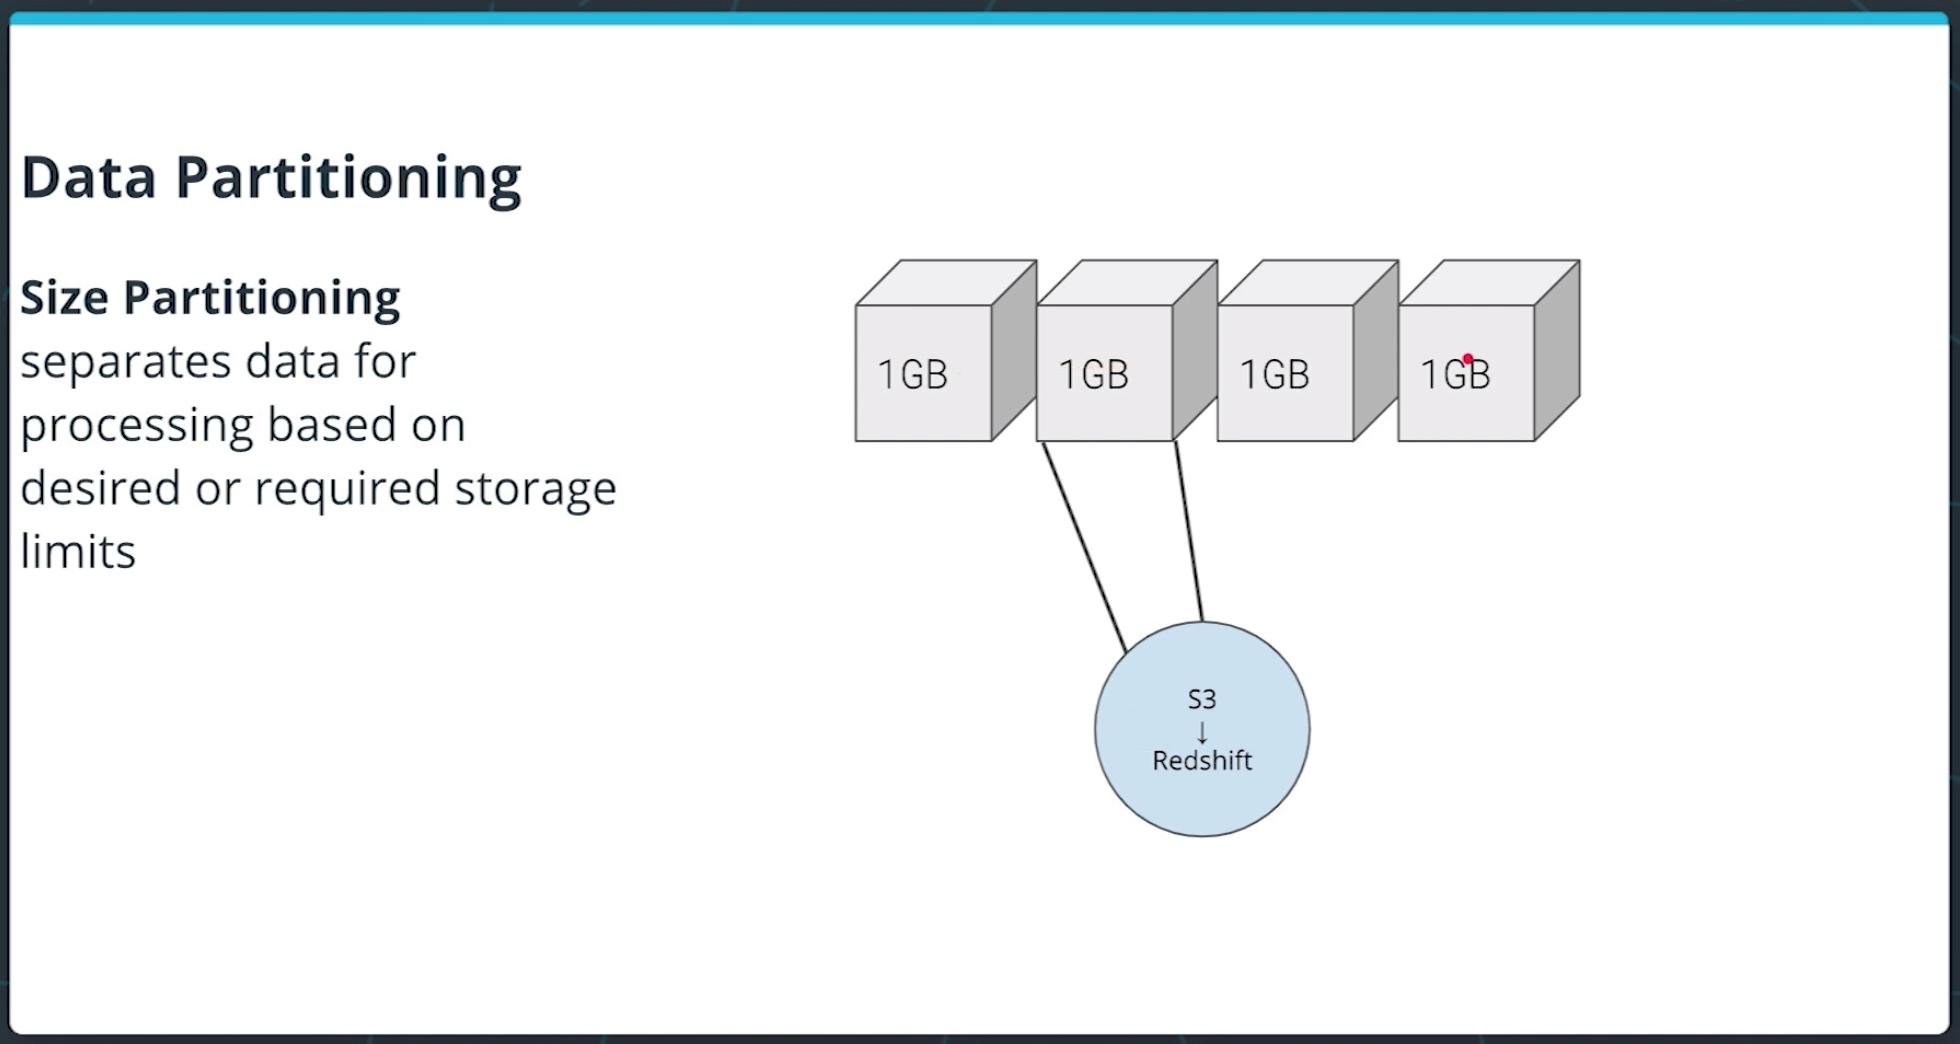 Data Partitioning
Size Partitioning
separates data for
processing based on
desired or required storage
limits
1GB 1GB 1GB 1GB
S3
↓
Redshift